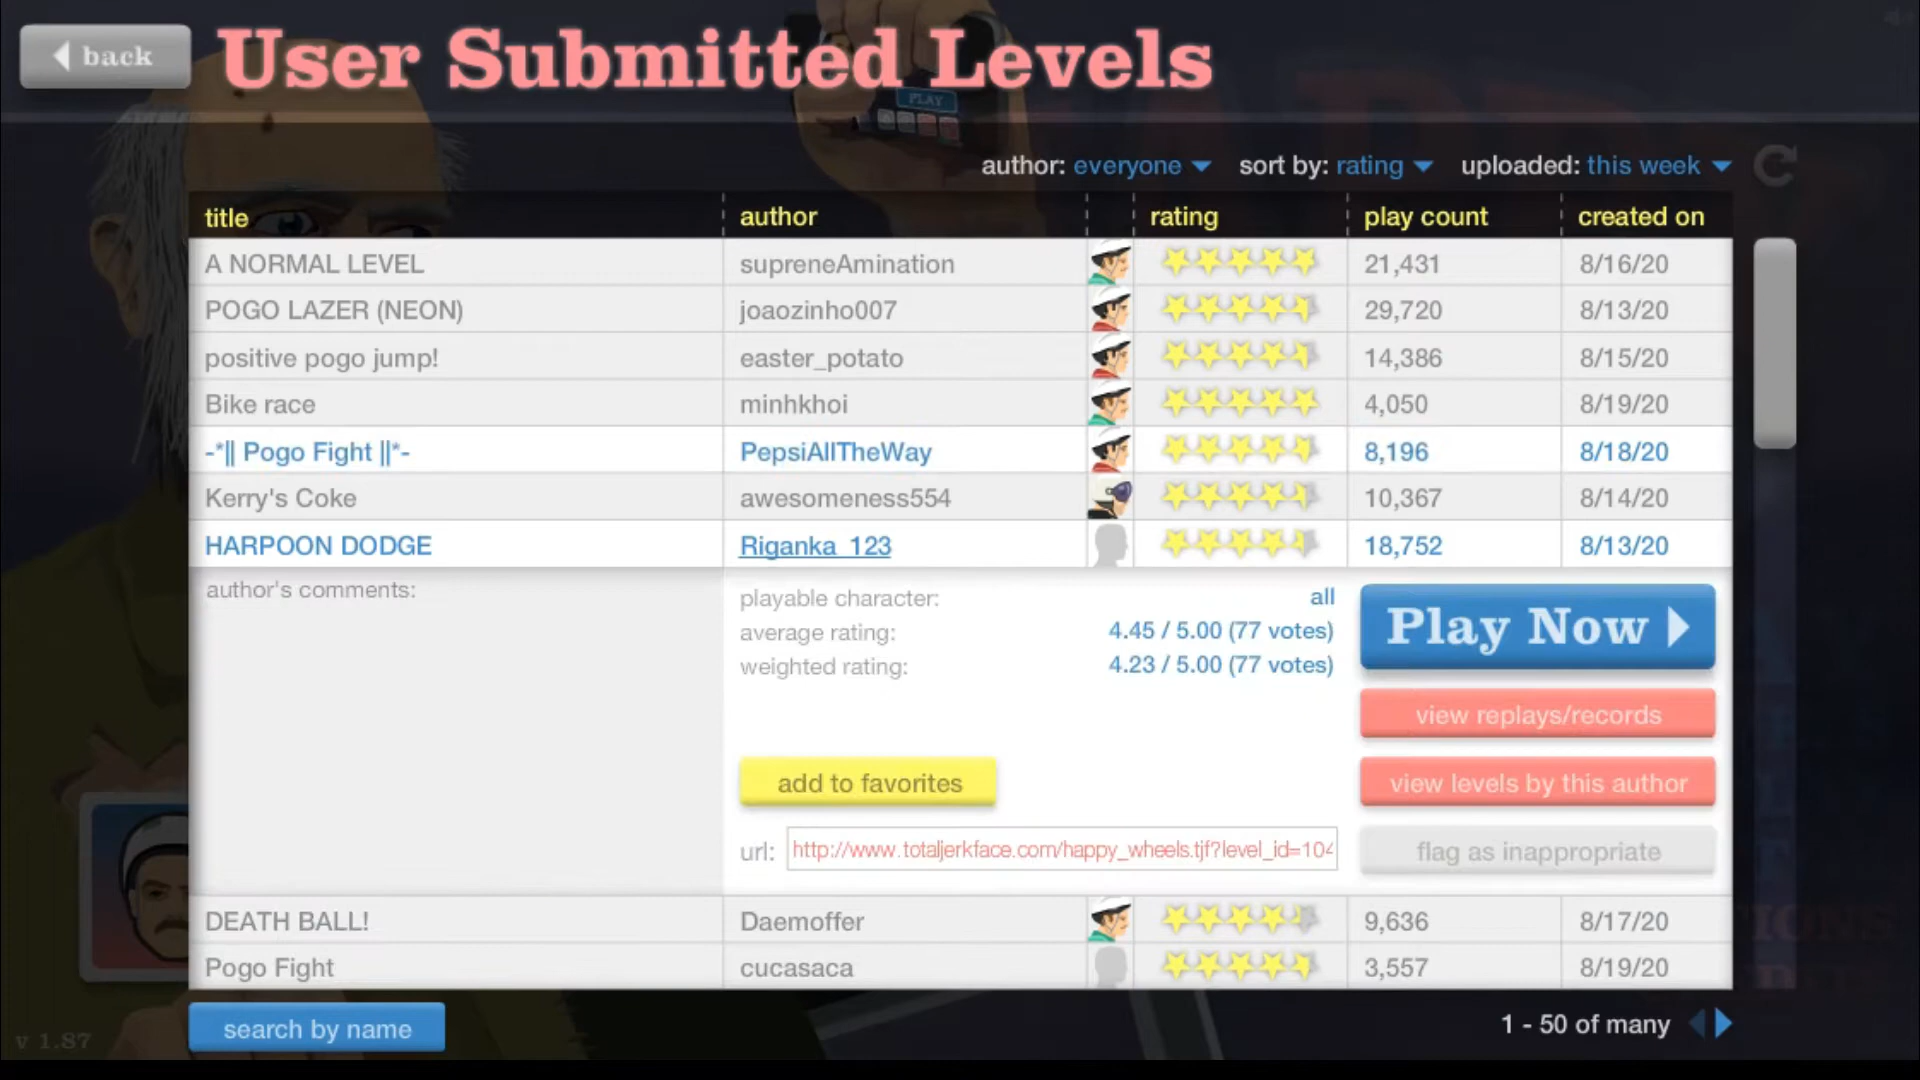 back
User Submitted Levels
PLAY
author: everyone sort by: rating uploaded: this week
title author rating play count created on
A NORMAL LEVEL supreneAmination 21,431 8/16/20
POGO LAZER (NEON) joaozinho007 29,720 8/13/20
positive pogo jump! easter_potato 14,386 8/15/20
Bike race minhkhoi 4,050 8/19/20
-*|| Pogo Fight ||*- PepsiAllTheWay 8,196 8/18/20
Kerry's Coke awesomeness554 10,367 8/14/20
HARPOON DODGE Riganka_123 18,752 8/13/20
author's comments:
playable character: all
average rating: 4.45 / 5.00 (77 votes)
weighted rating: 4.23 / 5.00 (77 votes)
Play Now
view replays/records
add to favorites
view levels by this author
url: http://www.totaljerkface.com/happy_wheels.tjf?level_id=104
flag as inappropriate
DEATH BALL! Daemoffer 9,636 8/17/20
Pogo Fight cucasaca 3,557 8/19/20
search by name
1 - 50 of many
v 1.87